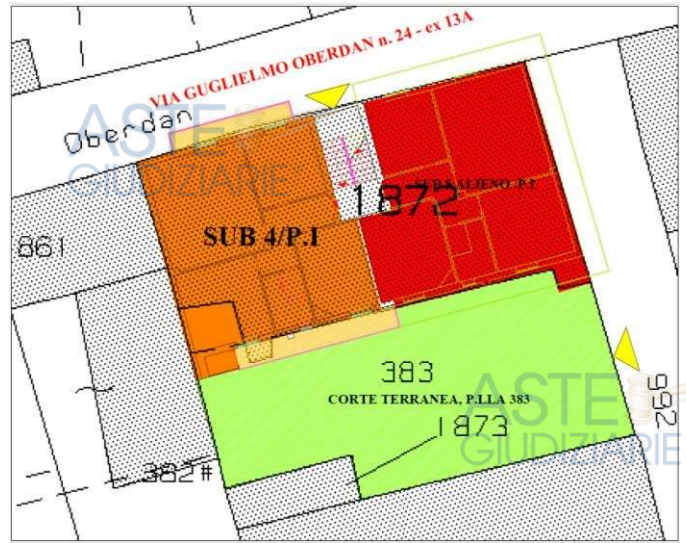 VIA GUGLIELMO OBERDAN n. 24 - ex 13A
Oberdan
ASTE
GIUDIZIARIE
1872
861
SUB 4/P.I
383
CORTE TERRANEA, P.LLA 383
ASTE
1873
GIUDIZIARIE
992
382#